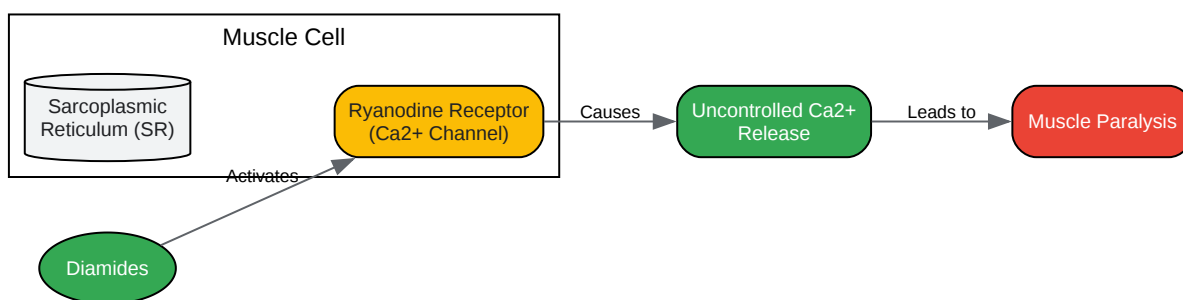 Muscle Cell
Sarcoplasmic
Reticulum (SR)
Ryanodine Receptor
(Ca2+ Channel)
Causes
Uncontrolled Ca2+
Release
Leads to
Muscle Paralysis
Activates
Diamides